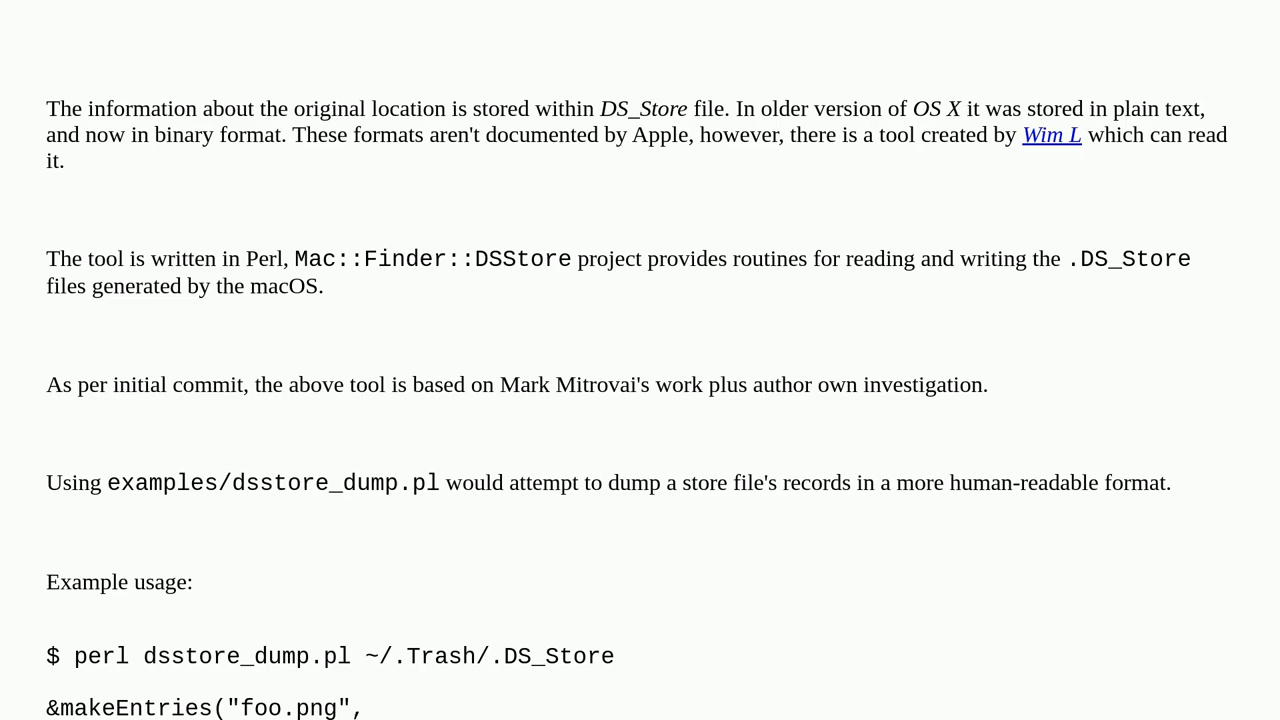 The information about the original location is stored within DS_Store file. In older version of OS X it was stored in plain text,
and now in binary format. These formats aren't documented by Apple, however, there is a tool created by Wim L which can read
it.
The tool is written in Perl, Mac::Finder::DSStore project provides routines for reading and writing the .DS_Store
files generated by the macOS.
As per initial commit, the above tool is based on Mark Mitrovai's work plus author own investigation.
Using examples/dsstore_dump.pl would attempt to dump a store file's records in a more human-readable format.
Example usage:
$ perl dsstore_dump.pl ~/.Trash/.DS_Store
&makeEntries("foo.png",